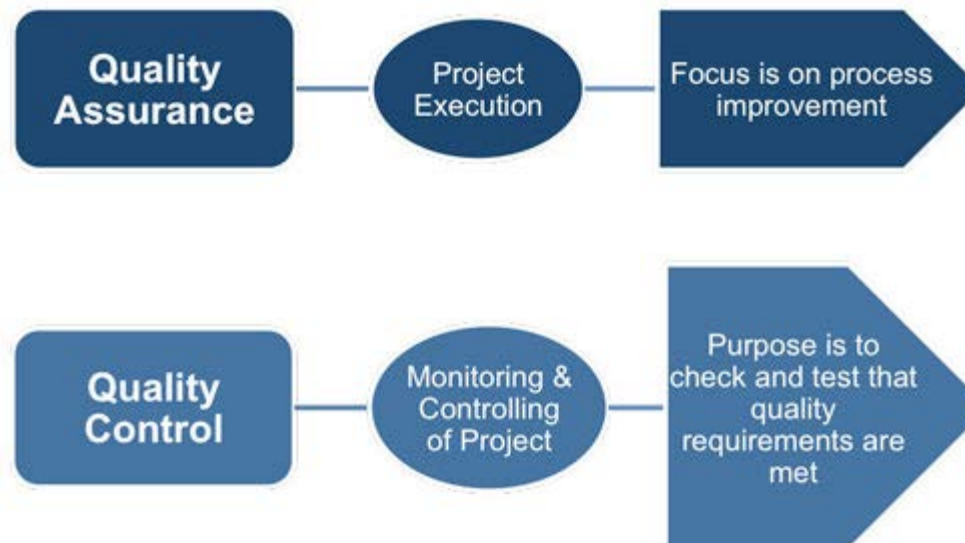 Quality
Assurance
Project
Execution
Focus is on process
improvement
Quality
Control
Monitoring &
Controlling
of Project
Purpose is to
check and test that
quality
requirements are
met